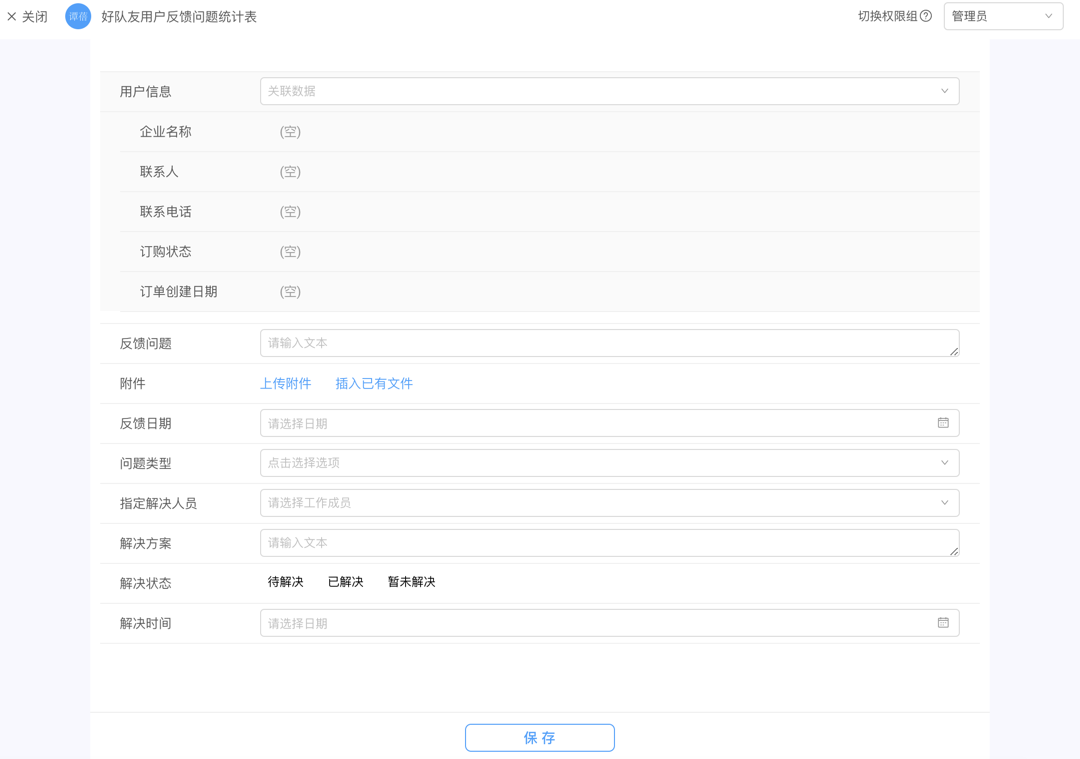 关闭 谭蓓 好队友用户反馈问题统计表 切换权限组 管理员
用户信息 关联数据
企业名称 (空)
联系人 (空)
联系电话 (空)
订购状态 (空)
订单创建日期 (空)
反馈问题 请输入文本
附件 上传附件 插入已有文件
反馈日期 请选择日期
问题类型 点击选择选项
指定解决人员 请选择工作成员
解决方案 请输入文本
解决状态 待解决 已解决 暂未解决
解决时间 请选择日期
保 存